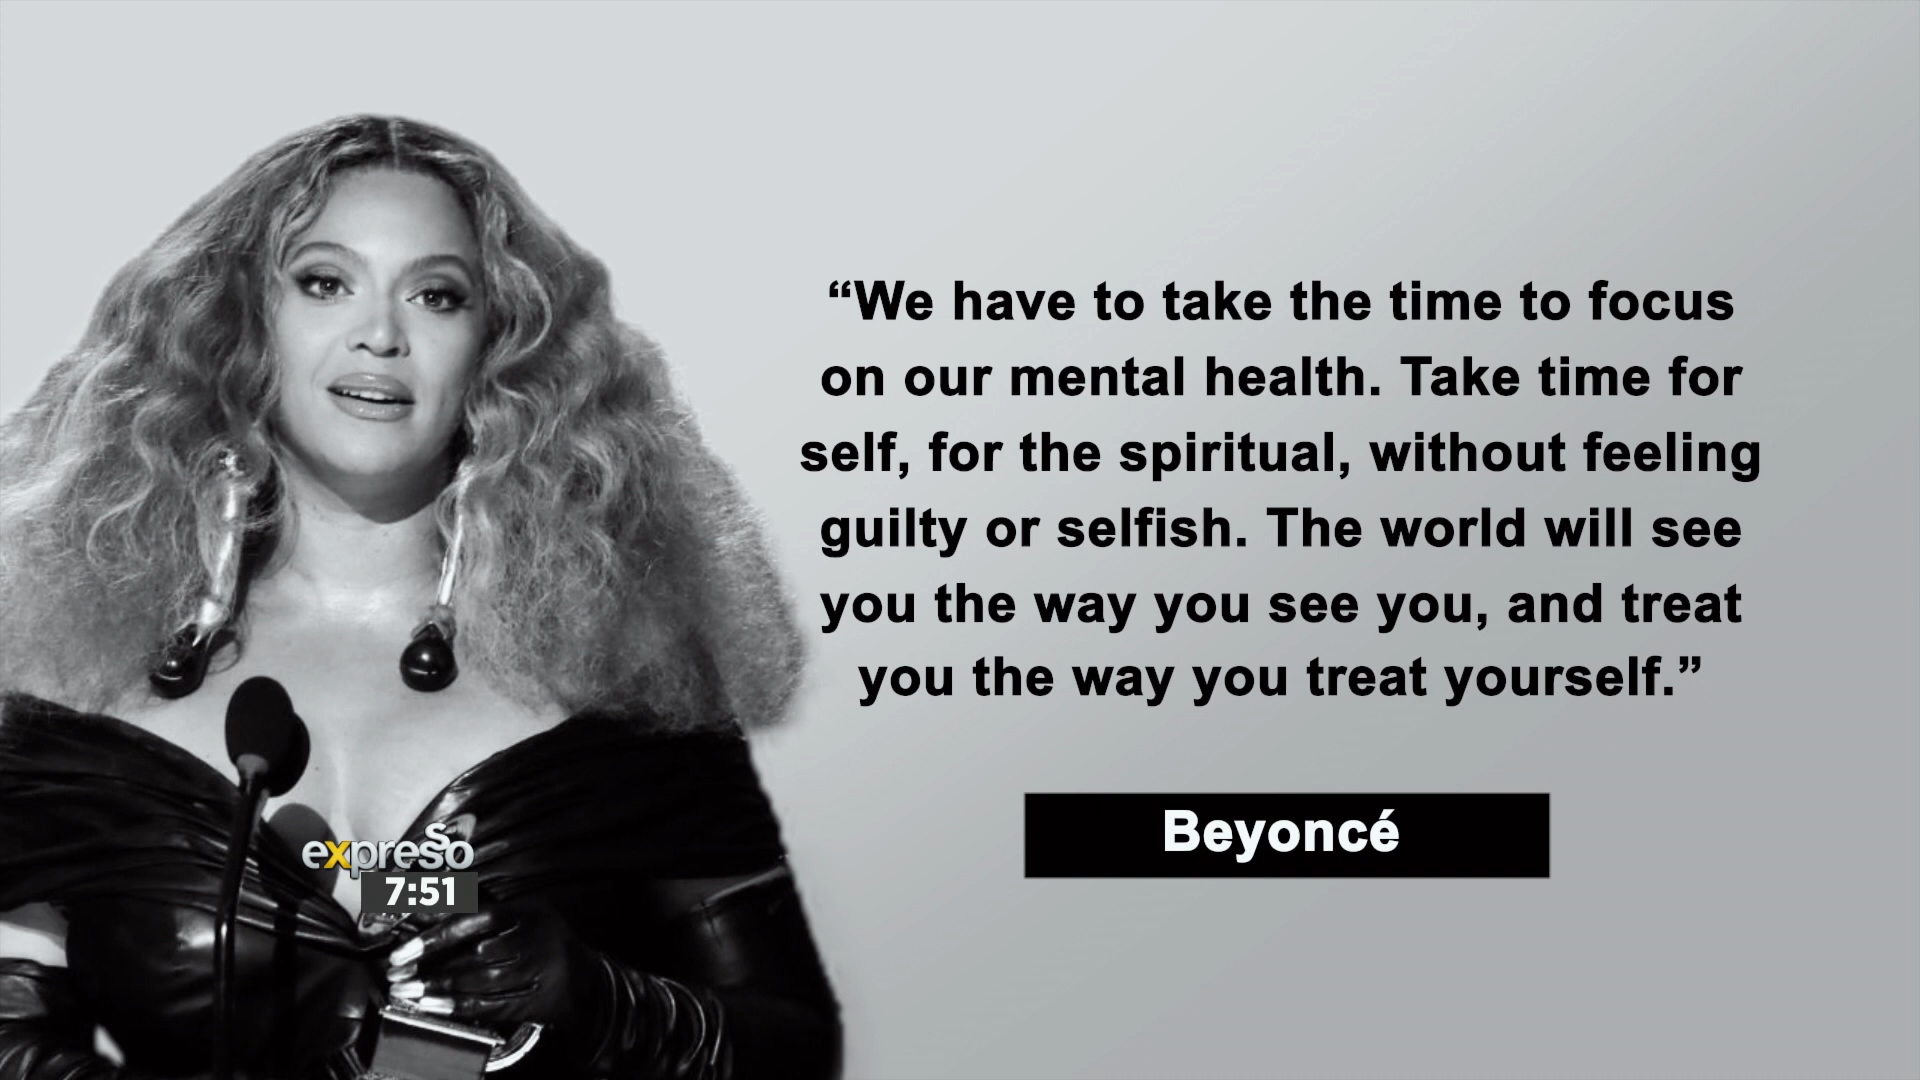 “We have to take the time to focus
on our mental health. Take time for
self, for the spiritual, without feeling
guilty or selfish. The world will see
you the way you see you, and treat
you the way you treat yourself.”
Beyoncé
expresso
7:51